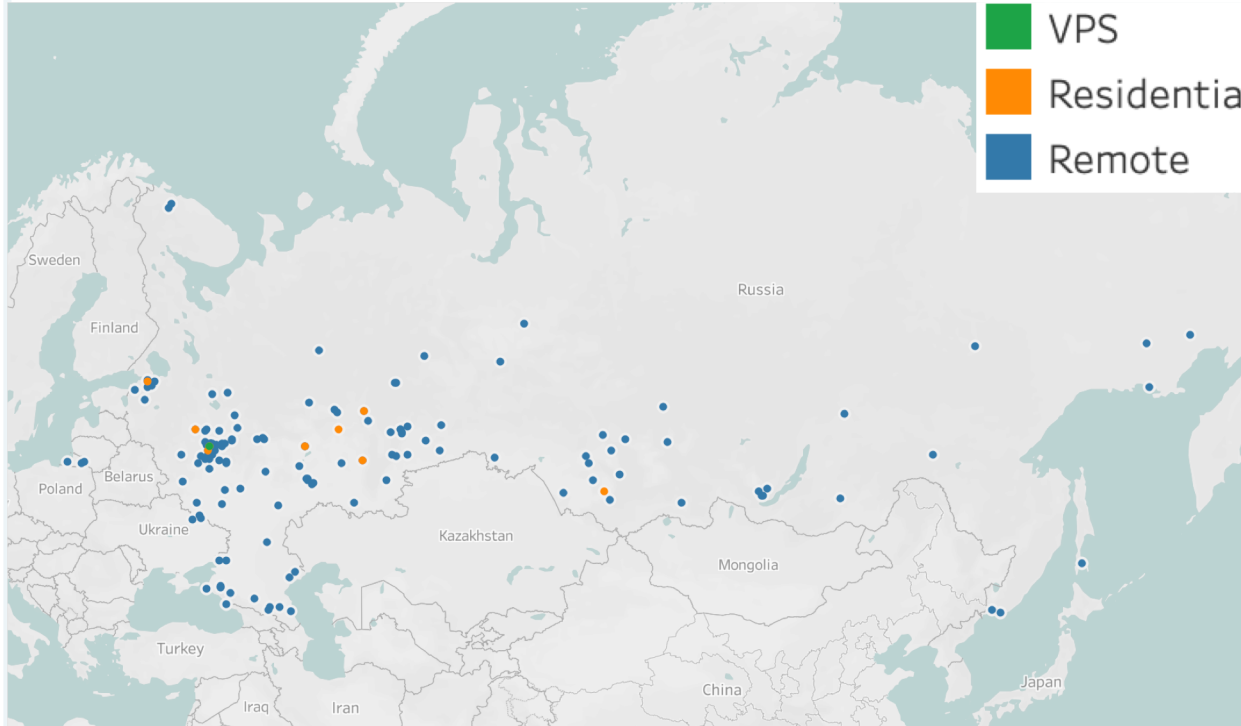 VPS
Residentia
Remote
Sweden
Finland
Russia
Poland
Belarus
Ukraine
Kazakhstan
Mongolia
Turkey
Iraq
Iran
China
Japan